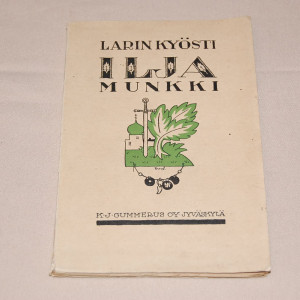 LARIN KYÖSTI
ILJA
MUNKKI
K·J·GUMMERUS OY JYVÄSKYLÄ